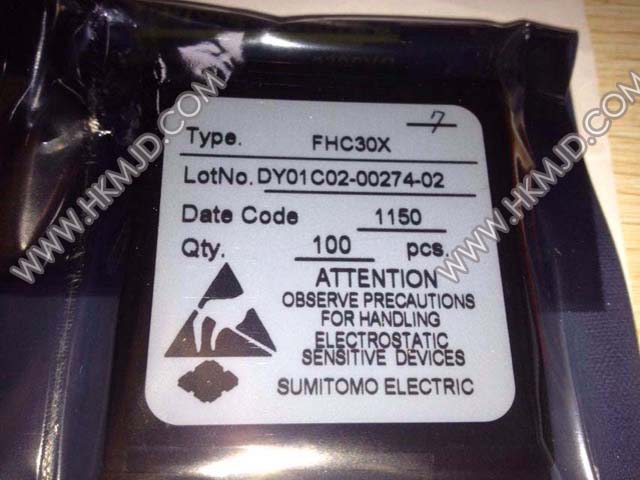 7
Type. FHC30X
LotNo. DY01C02-00274-02
Date Code 1150
Qty. 100 pcs.
ATTENTION
OBSERVE PRECAUTIONS
FOR HANDLING
ELECTROSTATIC
SENSITIVE DEVICES
SUMITOMO ELECTRIC
WWW.HKMJD.COM
WWW.HKMJD.COM